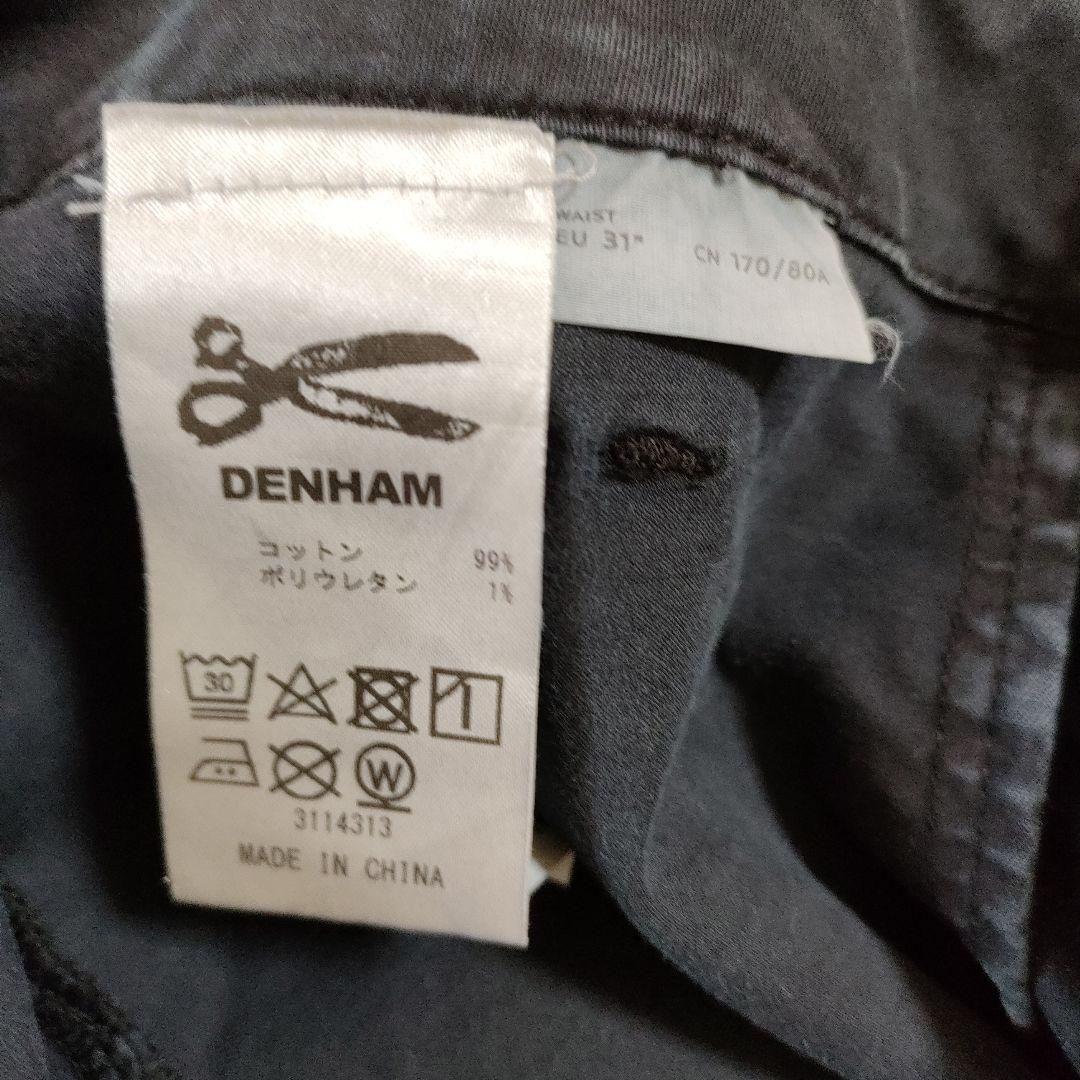 WAIST
EU 31"
CN 170/80A
DENHAM
コットン 99%
ポリウレタン 1%
30
W
3114313
MADE IN CHINA